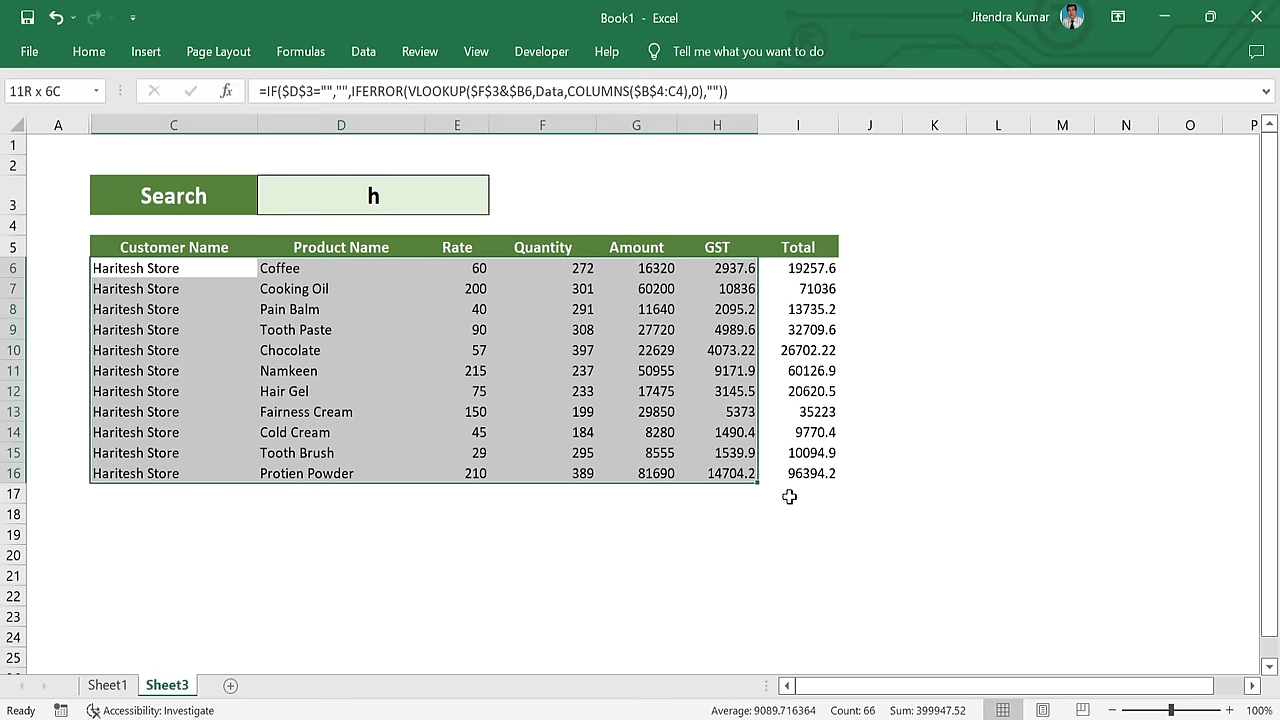 Book1 - Excel
Jitendra Kumar
File Home Insert Page Layout Formulas Data Review View Developer Help Tell me what you want to do
11R x 6C fx =IF($D$3="","",IFERROR(VLOOKUP($F$3&$B6,Data,COLUMNS($B$4:C4),0),""))
A C D E F G H I J K L M N O P
1
2
3 Search h
4
5 Customer Name Product Name Rate Quantity Amount GST Total
6 Haritesh Store Coffee 60 272 16320 2937.6 19257.6
7 Haritesh Store Cooking Oil 200 301 60200 10836 71036
8 Haritesh Store Pain Balm 40 291 11640 2095.2 13735.2
9 Haritesh Store Tooth Paste 90 308 27720 4989.6 32709.6
10 Haritesh Store Chocolate 57 397 22629 4073.22 26702.22
11 Haritesh Store Namkeen 215 237 50955 9171.9 60126.9
12 Haritesh Store Hair Gel 75 233 17475 3145.5 20620.5
13 Haritesh Store Fairness Cream 150 199 29850 5373 35223
14 Haritesh Store Cold Cream 45 184 8280 1490.4 9770.4
15 Haritesh Store Tooth Brush 29 295 8555 1539.9 10094.9
16 Haritesh Store Protien Powder 210 389 81690 14704.2 96394.2
17
18
19
20
21
22
23
24
25
Sheet1 Sheet3
Ready Accessibility: Investigate Average: 9089.716364 Count: 66 Sum: 399947.52 100%